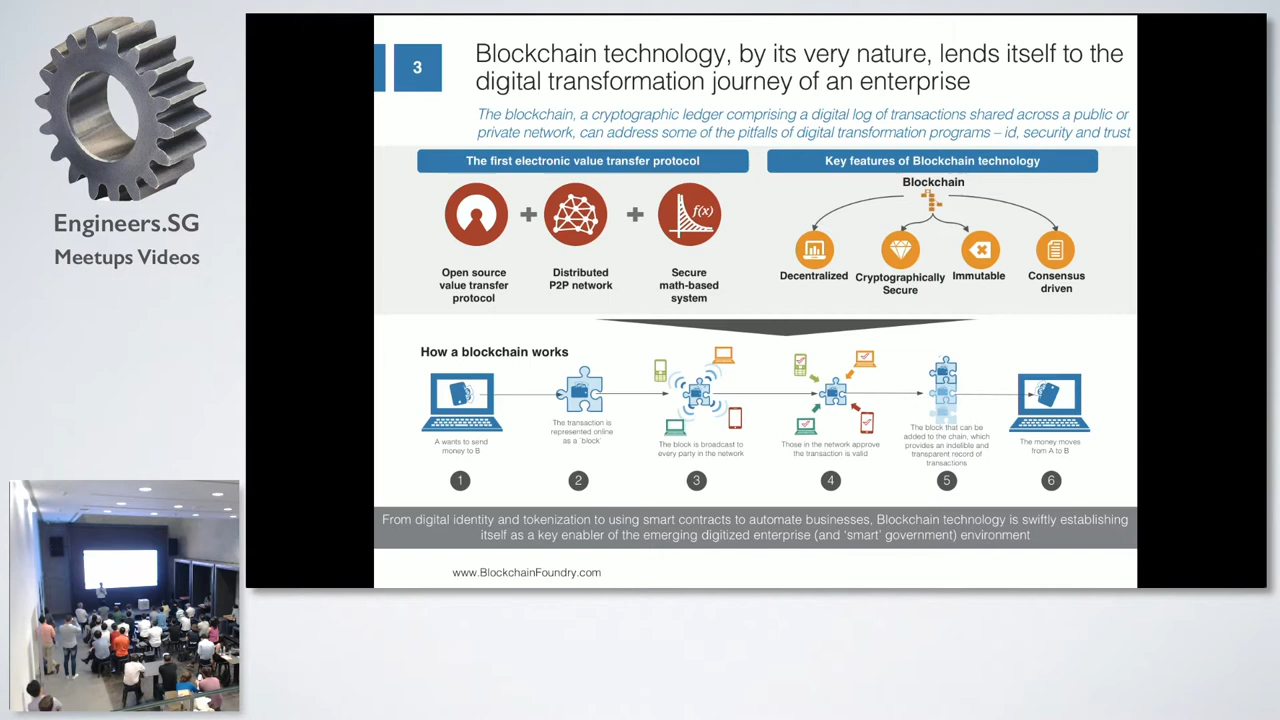 Engineers.SG
Meetups Videos
3
Blockchain technology, by its very nature, lends itself to the
digital transformation journey of an enterprise
The blockchain, a cryptographic ledger comprising a digital log of transactions shared across a public or
private network, can address some of the pitfalls of digital transformation programs – id, security and trust
The first electronic value transfer protocol
f(x)
Open source
value transfer
protocol
Distributed
P2P network
Secure
math-based
system
Key features of Blockchain technology
Blockchain
Decentralized
Cryptographically
Secure
Immutable
Consensus
driven
How a blockchain works
A wants to send
money to B
The transaction is
represented online
as a 'block'
The block is broadcast to
every party in the network
Those in the network approve
the transaction is valid
The block that can be
added to the chain, which
provides an indelible and
transparent record of
transactions
The money moves
from A to B
1
2
3
4
5
6
From digital identity and tokenization to using smart contracts to automate businesses, Blockchain technology is swiftly establishing
itself as a key enabler of the emerging digitized enterprise (and 'smart' government) environment
www.BlockchainFoundry.com